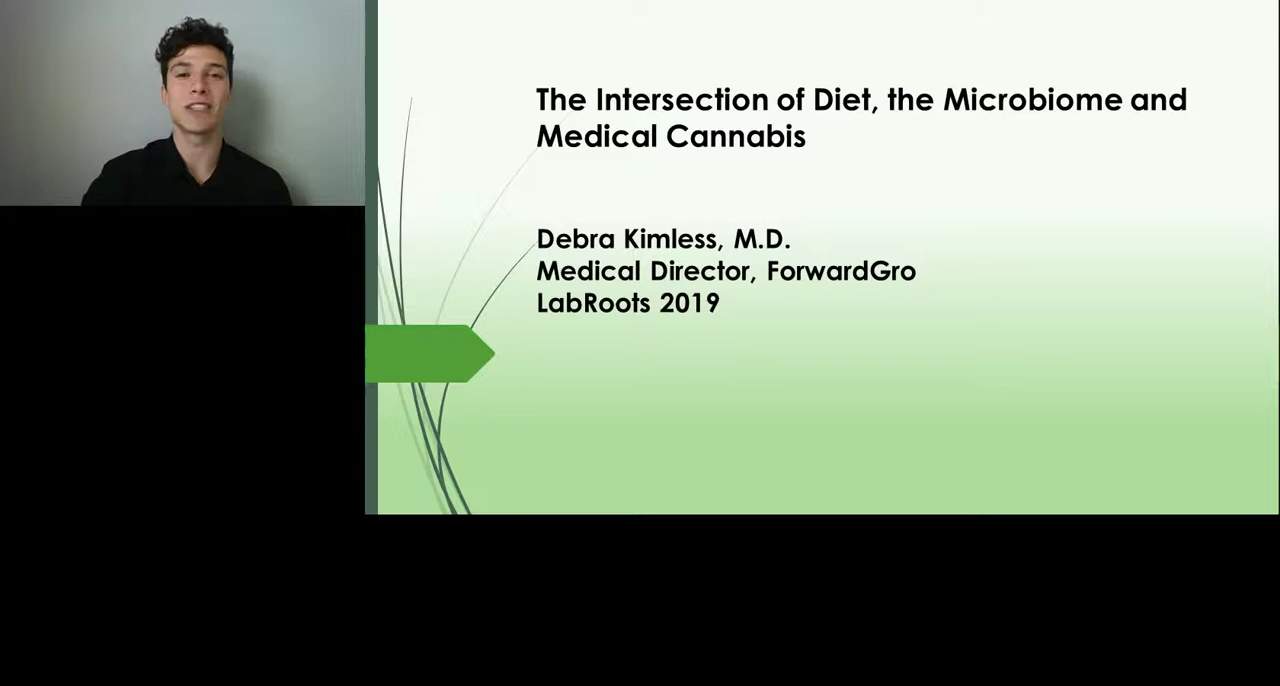 The Intersection of Diet, the Microbiome and
Medical Cannabis
Debra Kimless, M.D.
Medical Director, ForwardGro
LabRoots 2019